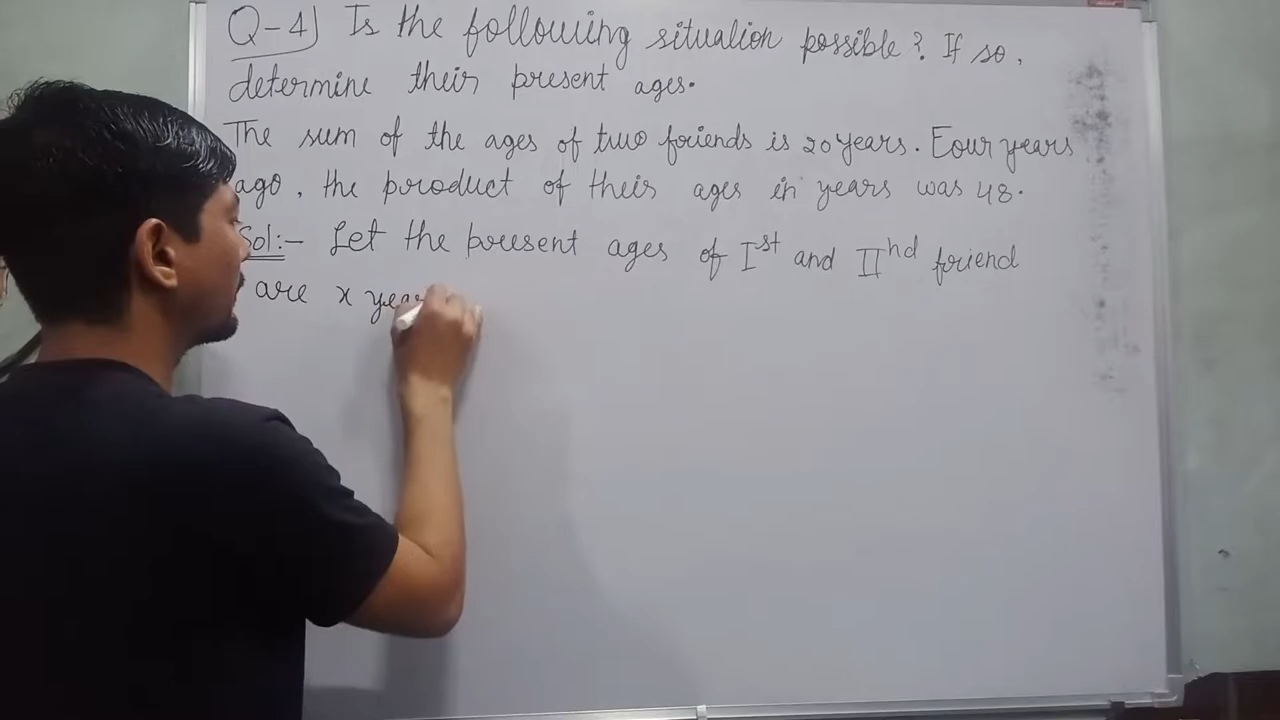 Q-4) Is the following situation possible? If so,
determine their present ages.
The sum of the ages of two friends is 20 years. Four years
ago, the product of their ages in years was 48.
Sol:- Let the present ages of Ist and IInd friend
are x year